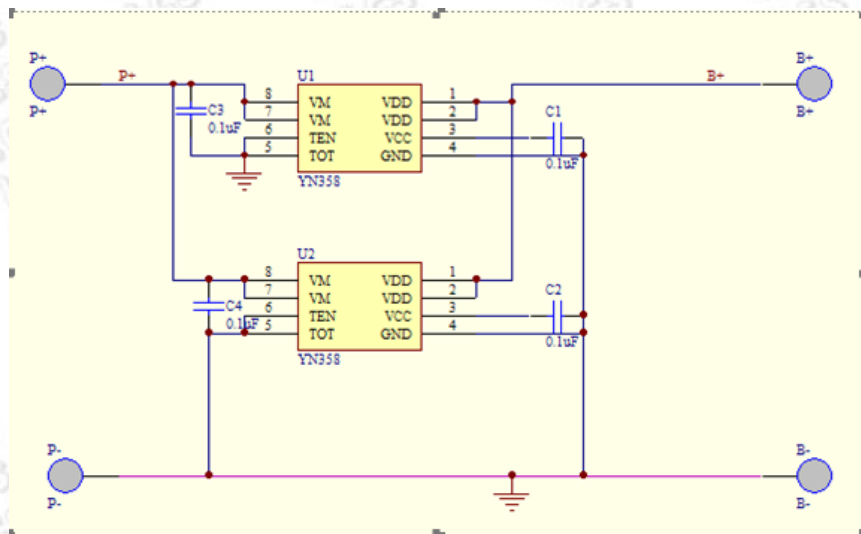 P+
P+
P+
C3
0.1uF
U1
8 VM VDD 1
7 VM VDD 2
6 TEN VCC 3
5 TOT GND 4
YN358
C1
0.1uF
B+
B+
B+
C4
0.1uF
U2
8 VM VDD 1
7 VM VDD 2
6 TEN VCC 3
5 TOT GND 4
YN358
C2
0.1uF
P-
P-
B-
B-